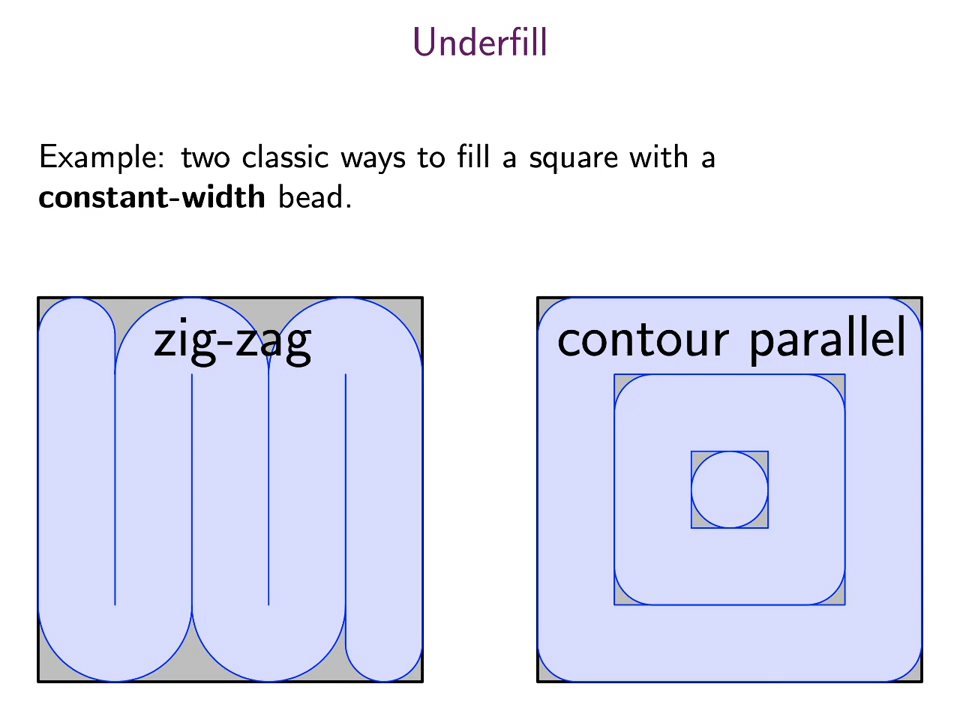 Underfill
Example: two classic ways to fill a square with a
constant-width bead.
zig-zag
contour parallel